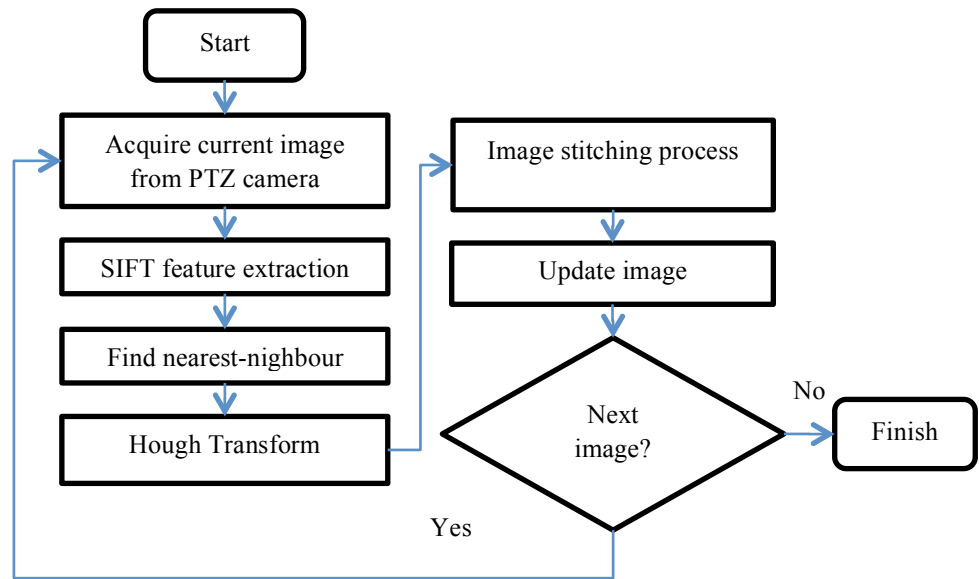 Start
Acquire current image
from PTZ camera
SIFT feature extraction
Find nearest-nighbour
Hough Transform
Image stitching process
Update image
Next
image?
No
Finish
Yes